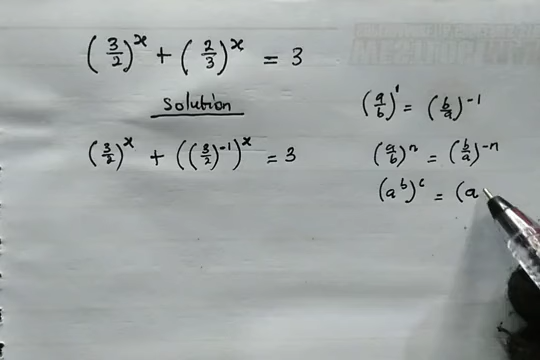 (3/2)^x + (2/3)^x = 3
Solution
(3/2)^x + ((3/2)^-1)^x = 3
(a/b)^1 = (b/a)^-1
(a/b)^n = (b/a)^-n
(a^b)^c = (a